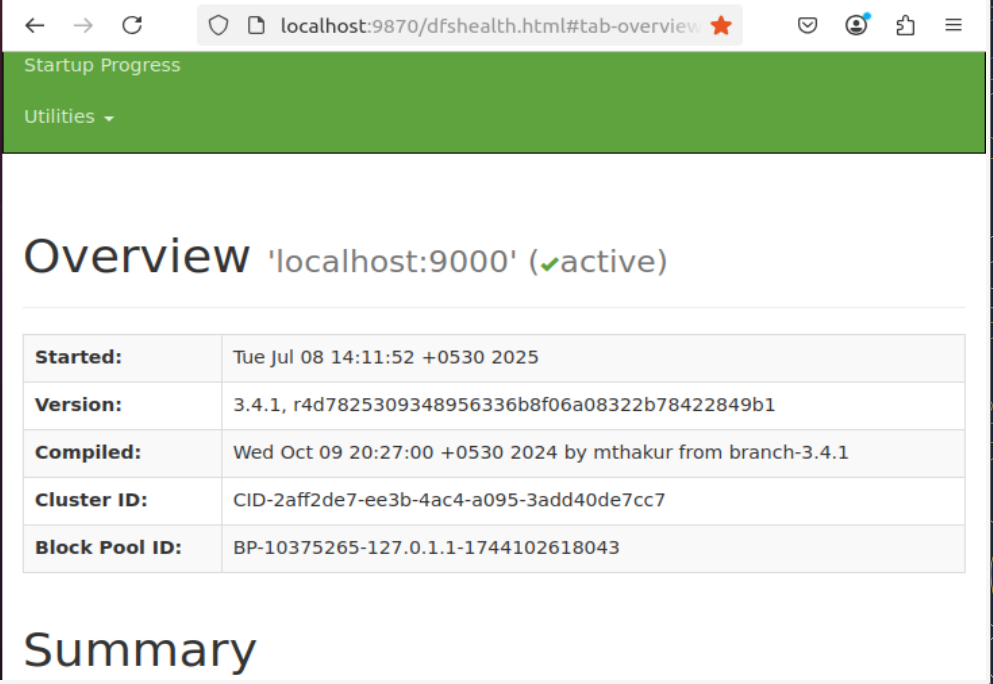 localhost:9870/dfshealth.html#tab-overview
Startup Progress
Utilities
Overview 'localhost:9000' (✔active)
Started: Tue Jul 08 14:11:52 +0530 2025
Version: 3.4.1, r4d7825309348956336b8f06a08322b78422849b1
Compiled: Wed Oct 09 20:27:00 +0530 2024 by mthakur from branch-3.4.1
Cluster ID: CID-2aff2de7-ee3b-4ac4-a095-3add40de7cc7
Block Pool ID: BP-10375265-127.0.1.1-1744102618043
Summary